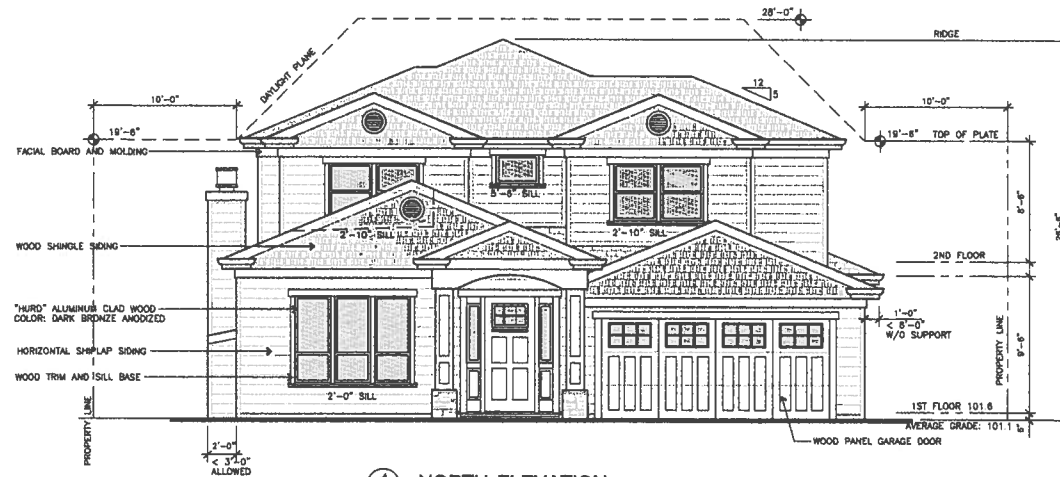 28'-0"
RIDGE
DAYLIGHT PLANE
12
5
10'-0"
10'-0"
19'-6"
19'-6" TOP OF PLATE
FACIAL BOARD AND MOLDING
8'-6"
5'-6" SILL
2'-10" SILL
2'-10" SILL
WOOD SHINGLE SIDING
2ND FLOOR
"HURD" ALUMINUM CLAD WOOD
COLOR: DARK BRONZE ANODIZED
1'-0"
< 8'-0"
W/O SUPPORT
PROPERTY LINE
9'-6"
HORIZONTAL SHIPLAP SIDING
WOOD TRIM AND SILL BASE
2'-0" SILL
1ST FLOOR 101.6
AVERAGE GRADE: 101.1
6"
PROPERTY LINE
WOOD PANEL GARAGE DOOR
2'-0"
< 3'-0"
ALLOWED
NORTH ELEVATION